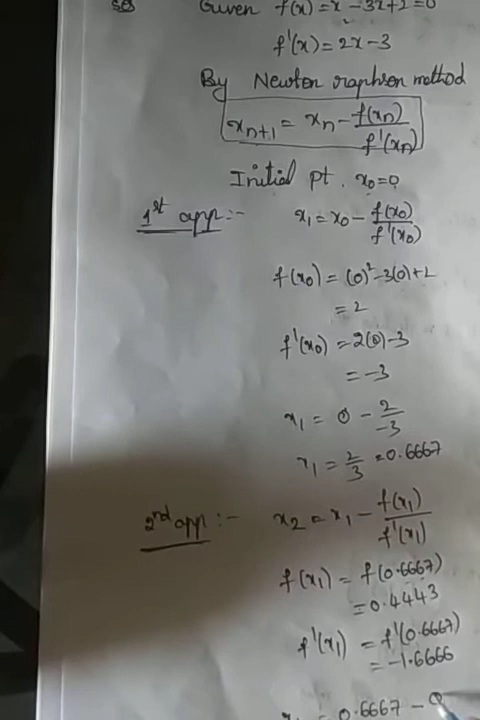 Sol Given f(x) = x² - 3x + 2 = 0
f'(x) = 2x - 3
By Newton raphson method
xn+1 = xn - f(xn)/f'(xn)
Initial pt. x0 = 0
1st app :- x1 = x0 - f(x0)/f'(x0)
f(x0) = (0)² - 3(0) + 2
= 2
f'(x0) = 2(0) - 3
= -3
x1 = 0 - 2/-3
x1 = 2/3 = 0.6667
2nd app :- x2 = x1 - f(x1)/f'(x1)
f(x1) = f(0.6667)
= 0.4443
f'(x1) = f'(0.6667)
= -1.6666
= 0.6667 -